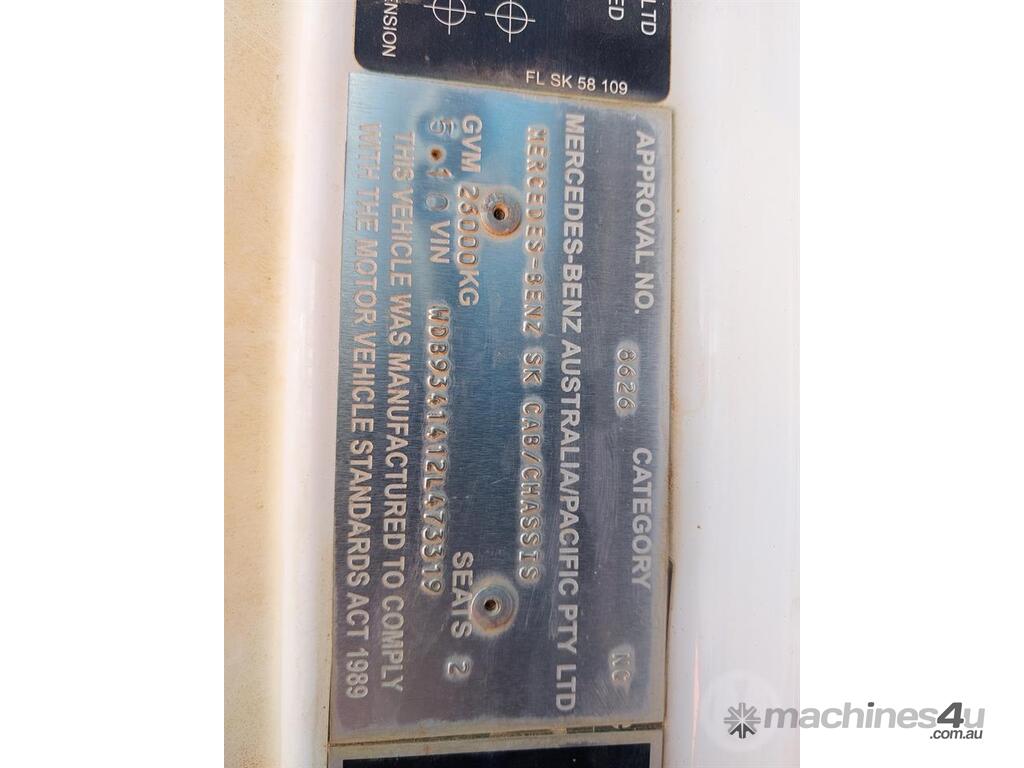 LTD
ED
ENSION
FL SK 58 109
APPROVAL NO. 8626 CATEGORY NC
MERCEDES-BENZ AUSTRALIA/PACIFIC PTY LTD
MERCEDES-BENZ SK CAB/CHASSIS
GVM 26000KG SEATS 2
VIN WDB9341412L473319
THIS VEHICLE WAS MANUFACTURED TO COMPLY
WITH THE MOTOR VEHICLE STANDARDS ACT 1989
machines4u
.com.au